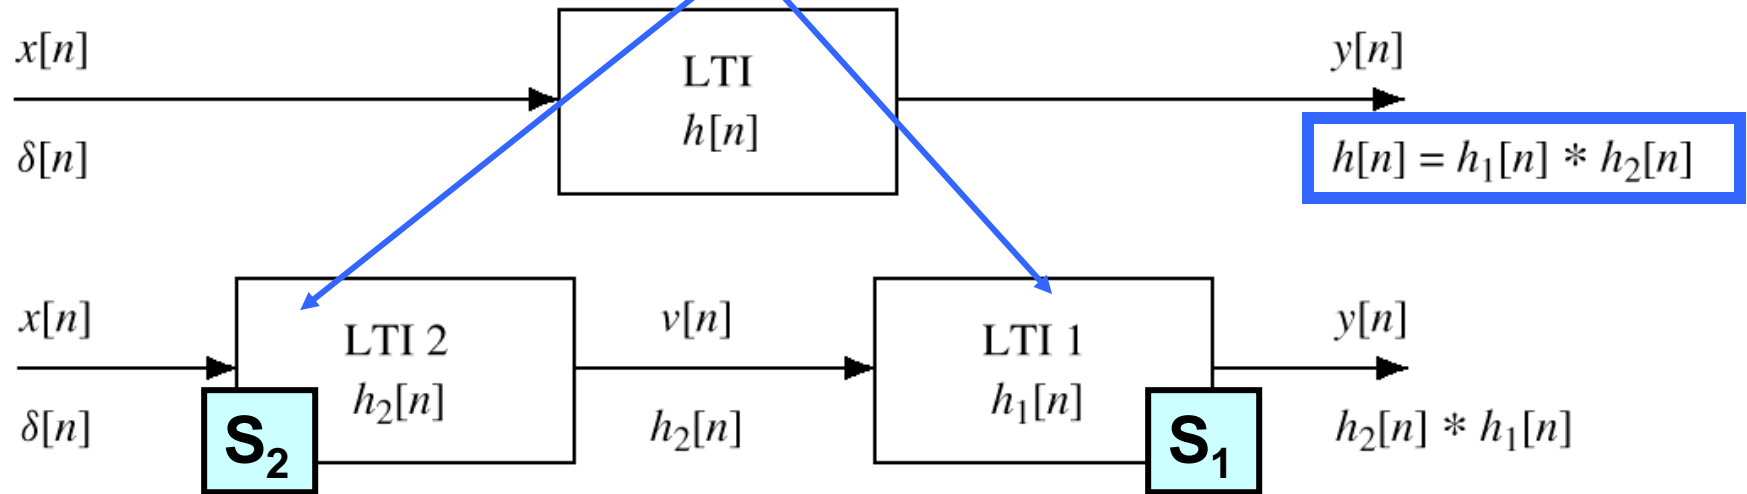 x[n]
LTI
y[n]
δ[n]
h[n]
h[n] = h₁[n] * h₂[n]
x[n]
LTI 2
v[n]
LTI 1
y[n]
δ[n]
h₂[n]
h₂[n]
h₁[n]
h₂[n] * h₁[n]
S₂
S₁